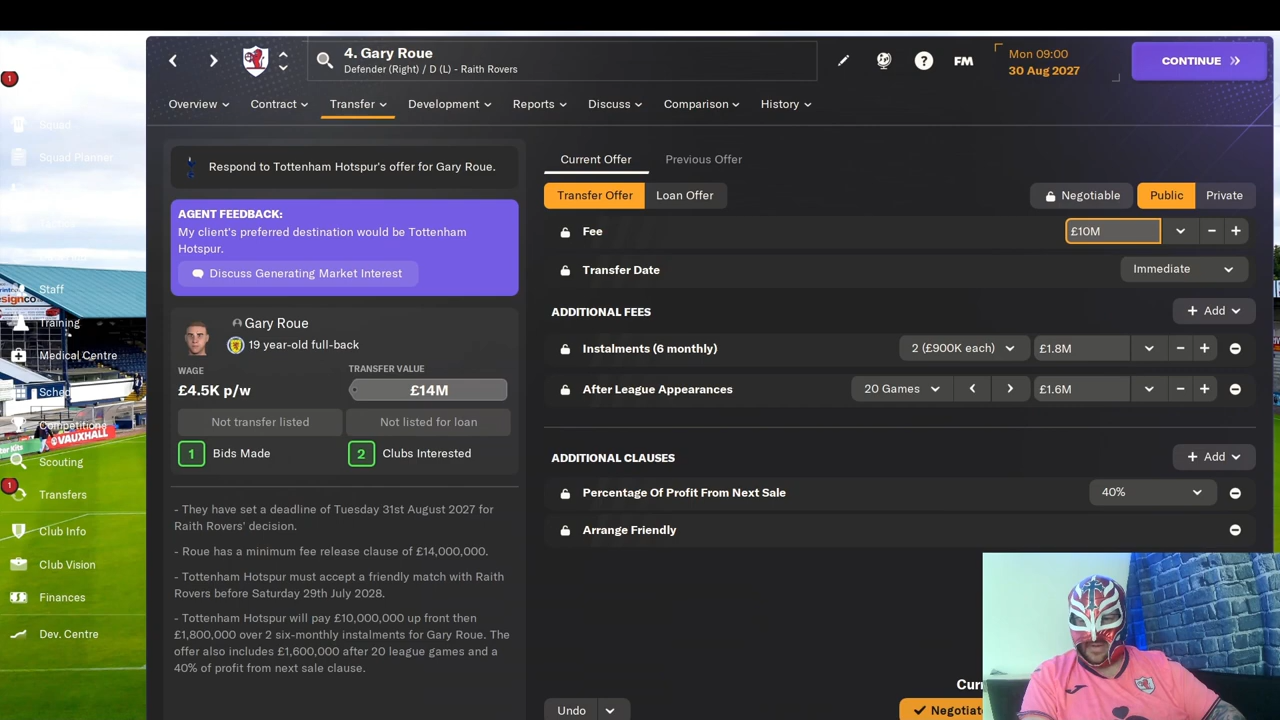 4. Gary Roue
Defender (Right) / D (L) - Raith Rovers
FM
Mon 09:00
30 Aug 2027
CONTINUE
1
Overview
Contract
Transfer
Development
Reports
Discuss
Comparison
History
Squad
Squad Planner
Staff
Training
Medical Centre
Sched
Competitions
VAUXHALL
Scouting
1
Transfers
Club Info
Club Vision
Finances
Dev. Centre
Respond to Tottenham Hotspur's offer for Gary Roue.
AGENT FEEDBACK:
My client's preferred destination would be Tottenham
Hotspur.
Discuss Generating Market Interest
Gary Roue
19 year-old full-back
WAGE
TRANSFER VALUE
£4.5K p/w
£14M
Not transfer listed
Not listed for loan
1 Bids Made
2 Clubs Interested
- They have set a deadline of Tuesday 31st August 2027 for
Raith Rovers' decision.
- Roue has a minimum fee release clause of £14,000,000.
- Tottenham Hotspur must accept a friendly match with Raith
Rovers before Saturday 29th July 2028.
- Tottenham Hotspur will pay £10,000,000 up front then
£1,800,000 over 2 six-monthly instalments for Gary Roue. The
offer also includes £1,600,000 after 20 league games and a
40% of profit from next sale clause.
Current Offer
Previous Offer
Transfer Offer
Loan Offer
Negotiable
Public
Private
Fee
£10M
Transfer Date
Immediate
ADDITIONAL FEES
+ Add
Instalments (6 monthly)
2 (£900K each)
£1.8M
After League Appearances
20 Games
£1.6M
ADDITIONAL CLAUSES
+ Add
Percentage Of Profit From Next Sale
40%
Arrange Friendly
Undo
Curr
Negotiat